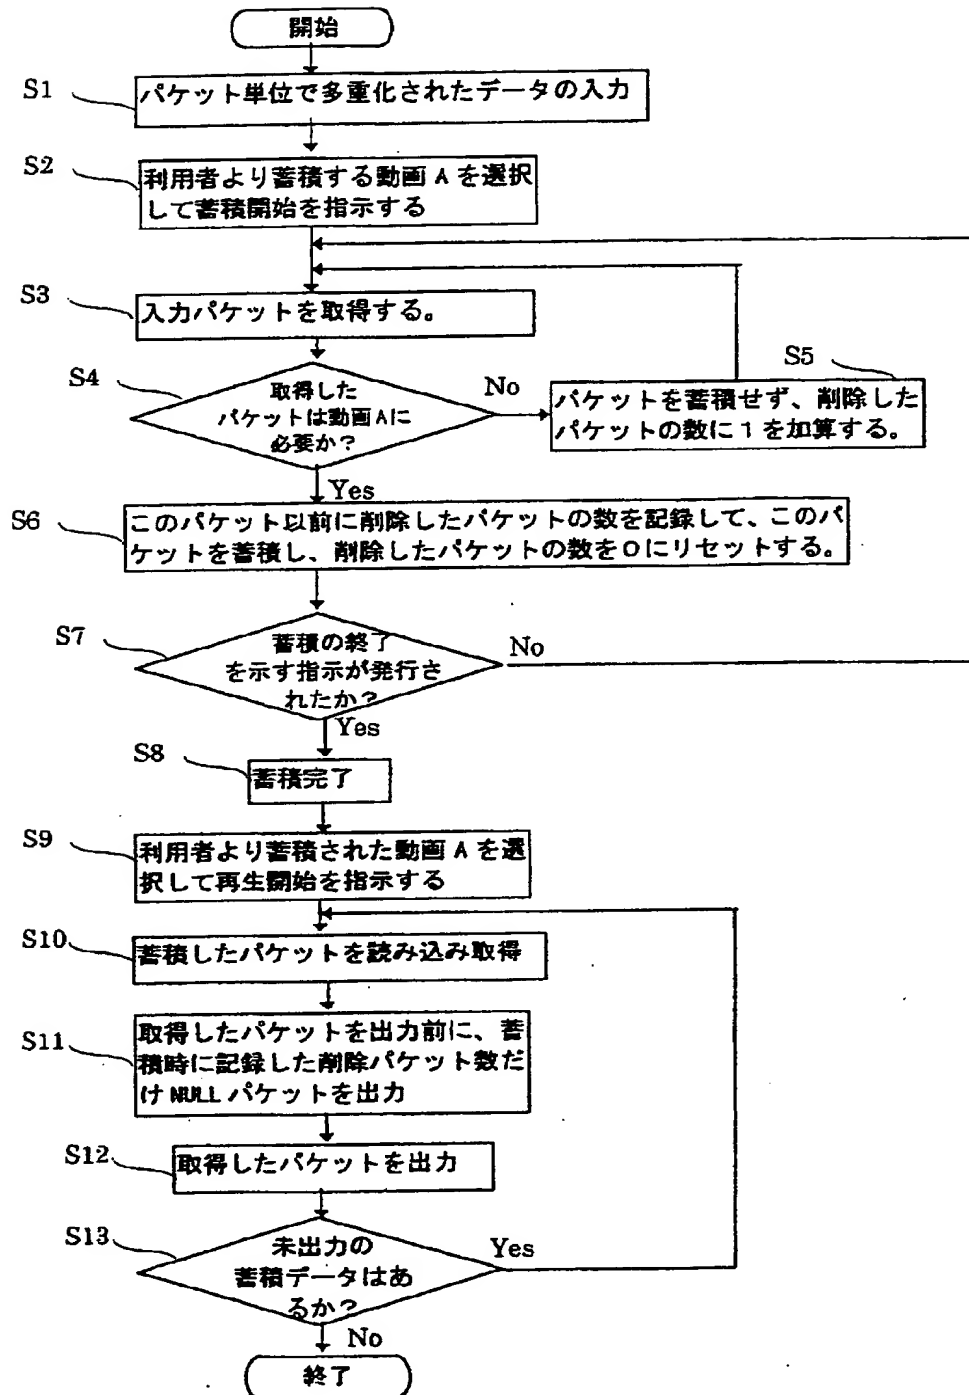 開始
S1
パケット単位で多重化されたデータの入力
S2
利用者より蓄積する動画 A を選択
して蓄積開始を指示する
S3
入力パケットを取得する。
S4
取得した
パケットは動画Aに
必要か?
No
S5
パケットを蓄積せず、削除した
パケットの数に1を加算する。
Yes
S6
このパケット以前に削除したパケットの数を記録して、このパ
ケットを蓄積し、削除したパケットの数を0にリセットする。
S7
蓄積の終了
を示す指示が発行さ
れたか?
No
Yes
S8
蓄積完了
S9
利用者より蓄積された動画 A を選
択して再生開始を指示する
S10
蓄積したパケットを読み込み取得
S11
取得したパケットを出力前に、蓄
積時に記録した削除パケット数だ
け NULL パケットを出力
S12
取得したパケットを出力
S13
未出力の
蓄積データはあ
るか?
Yes
No
終了